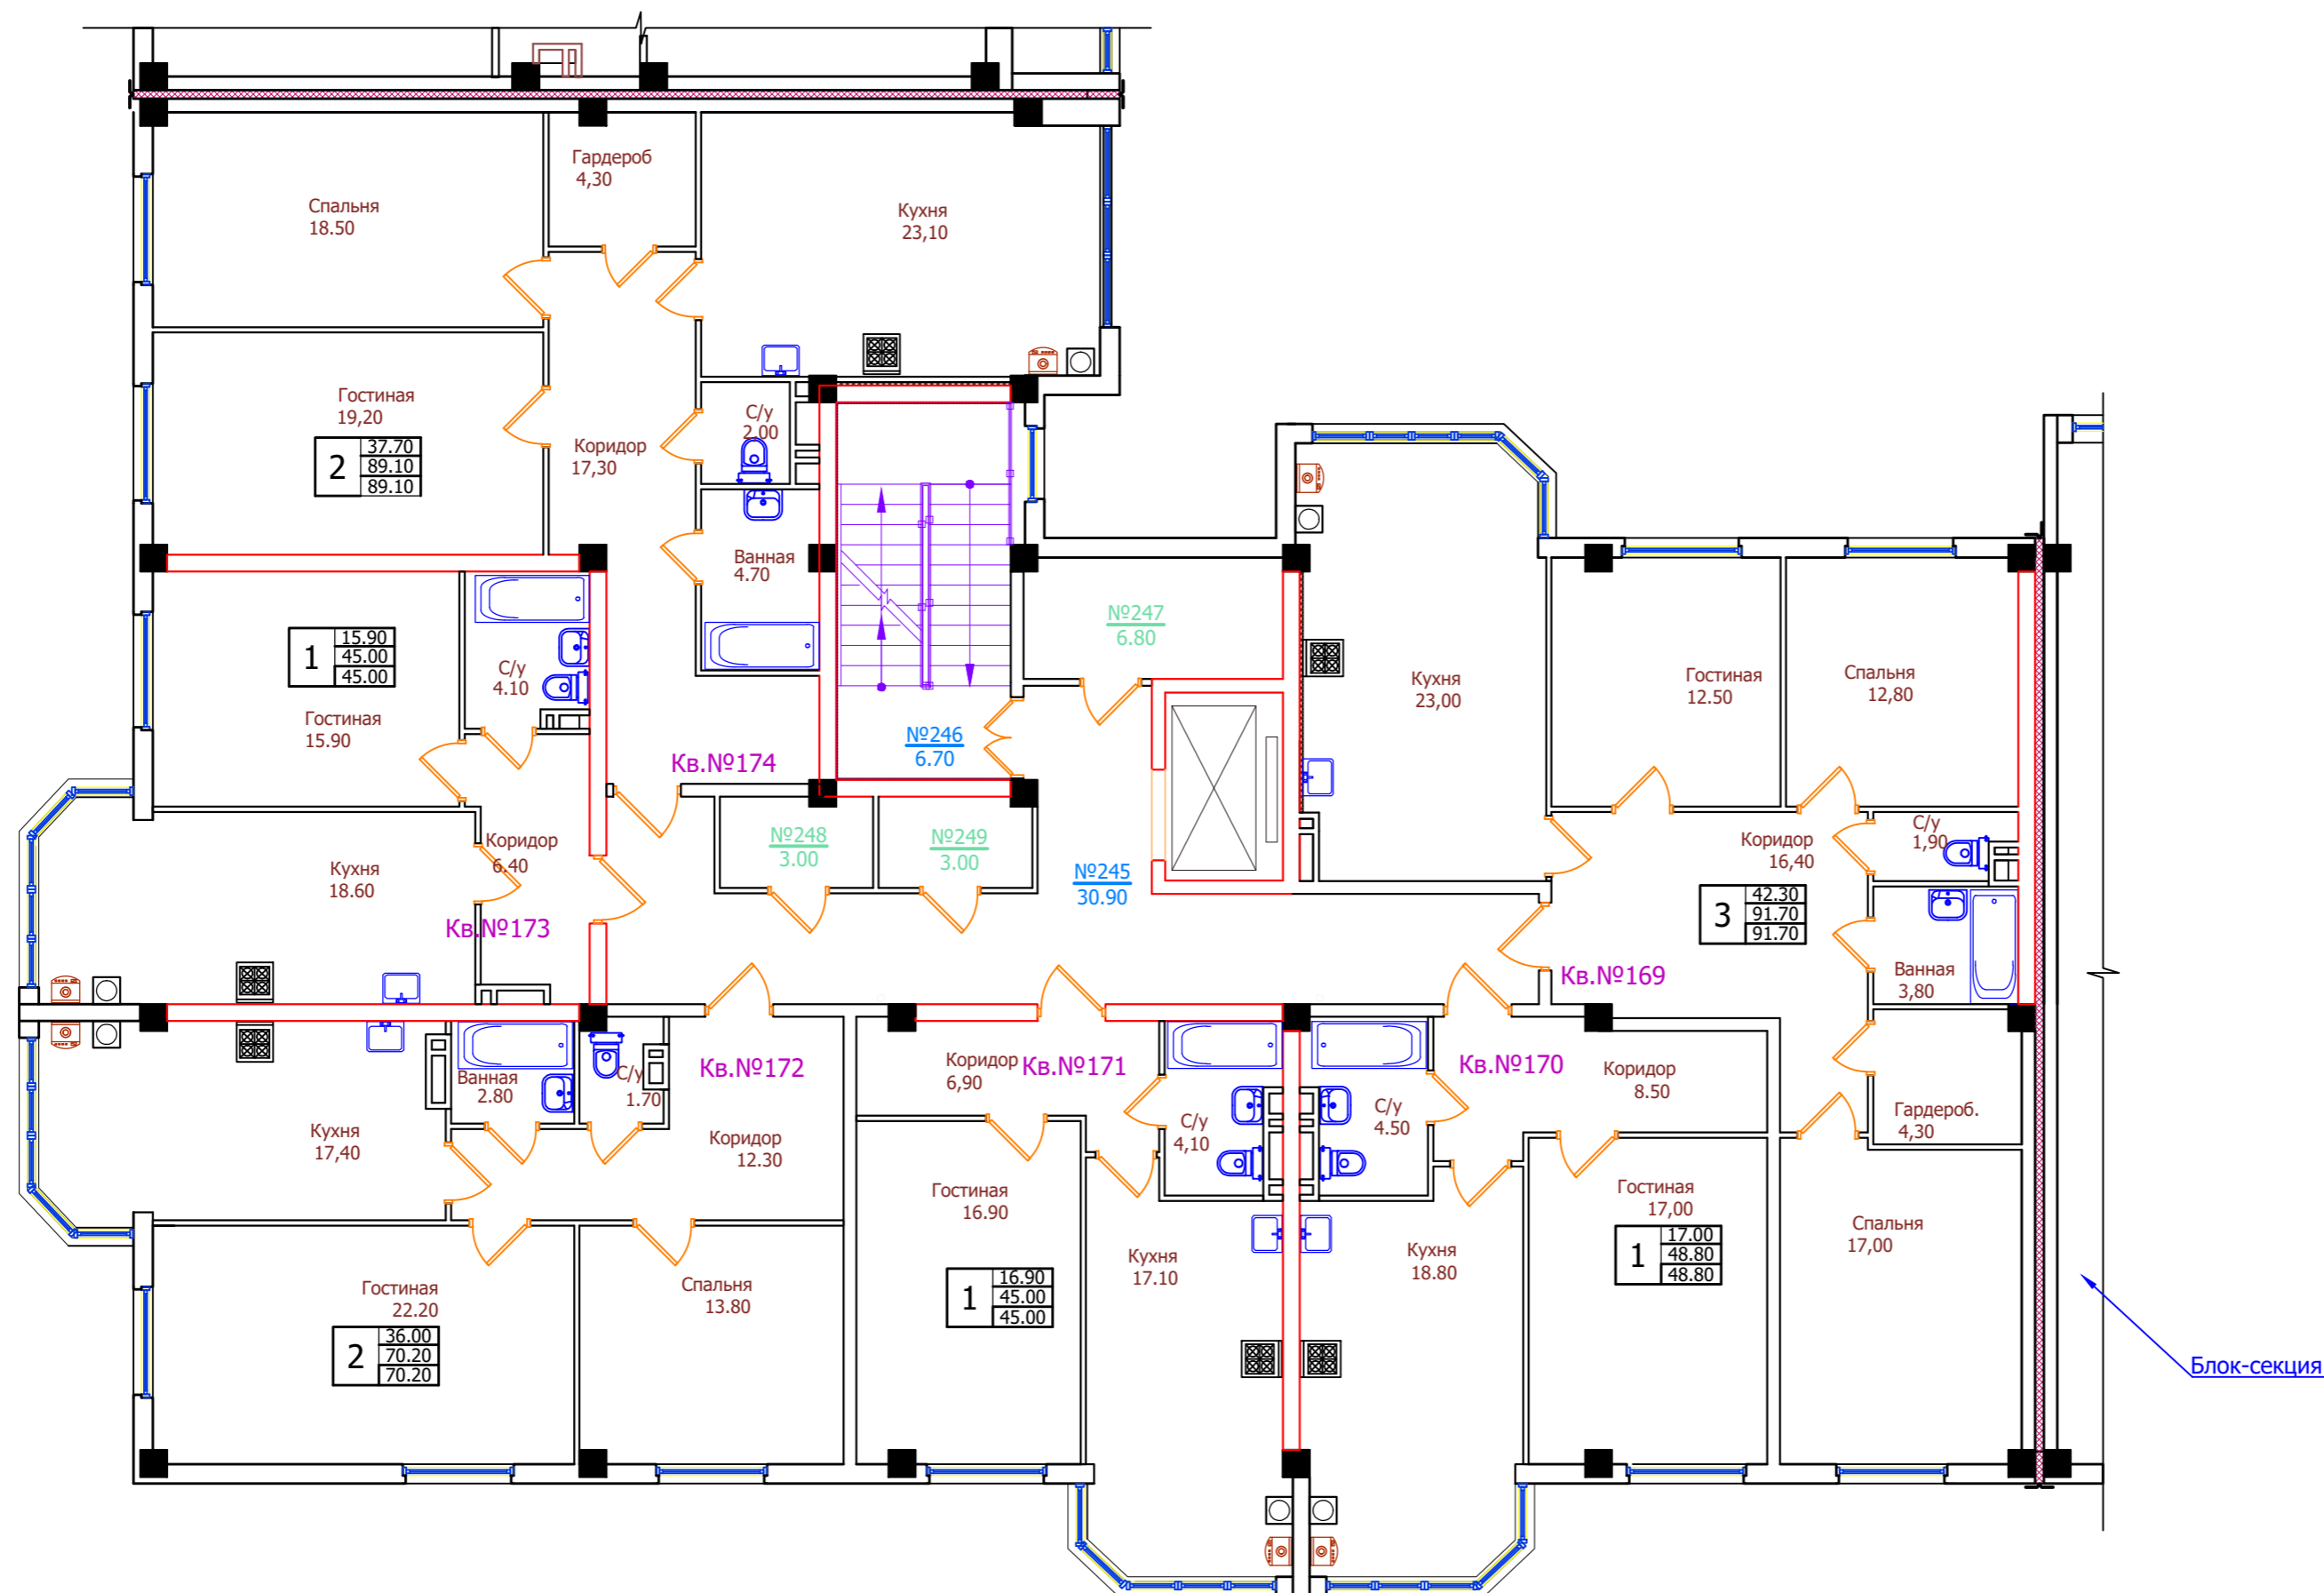 Гардероб
4,30
Спальня
18.50
Кухня
23,10
Гостиная
19,20
2
37.70
89.10
89.10
Коридор
17,30
С/у
2.00
Ванная
4.70
№247
6.80
1
15.90
45.00
45.00
С/у
4.10
Гостиная
15.90
Кухня
23,00
Гостиная
12.50
Спальня
12,80
№246
6.70
Кв.№174
№248
3.00
№249
3.00
№245
30.90
Коридор
6.40
Кухня
18.60
Кв.№173
С/у
1,90
Коридор
16,40
3
42.30
91.70
91.70
Ванная
3,80
Кв.№169
Кв.№172
Коридор
6,90
Кв.№171
Кв.№170
Коридор
8.50
Ванная
2.80
С/у
1.70
Кухня
17,40
Коридор
12.30
С/у
4,10
С/у
4.50
Гардероб.
4,30
Гостиная
16.90
Гостиная
17,00
1
17.00
48.80
48.80
Спальня
17,00
Кухня
17.10
Кухня
18.80
Гостиная
22.20
2
36.00
70.20
70.20
Спальня
13.80
1
16.90
45.00
45.00
Блок-секция